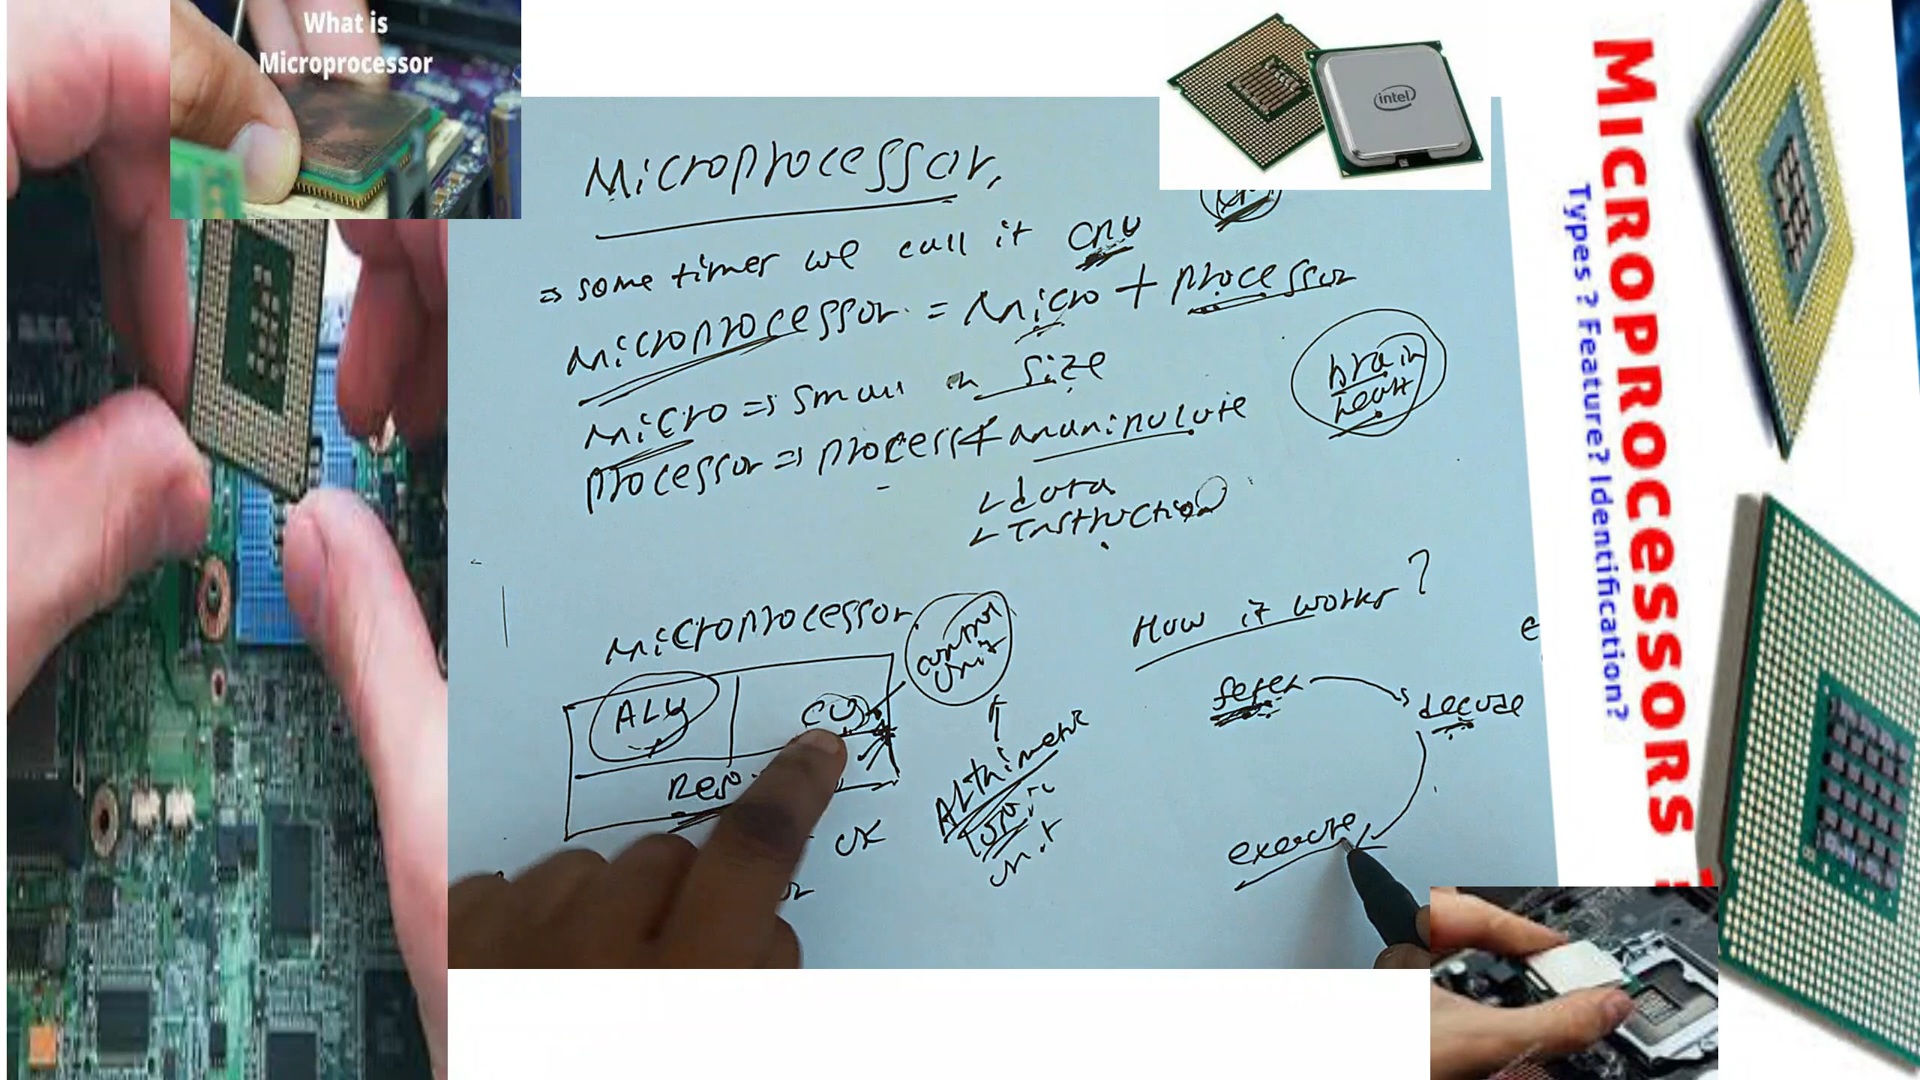 What is
Microprocessor
intel
MICROPROCESSORS
Types ? Feature? Identification?
Microprocessor,
⇒ some times we call it CPU
Microprocessor = Micro + processor
Micro ⇒ small in size
processor ⇒ process & manipulate
data
Instruction
brain
heart
Microprocessor
ALU
CU
control
unit
How it works?
fetch
decode
execute
unit